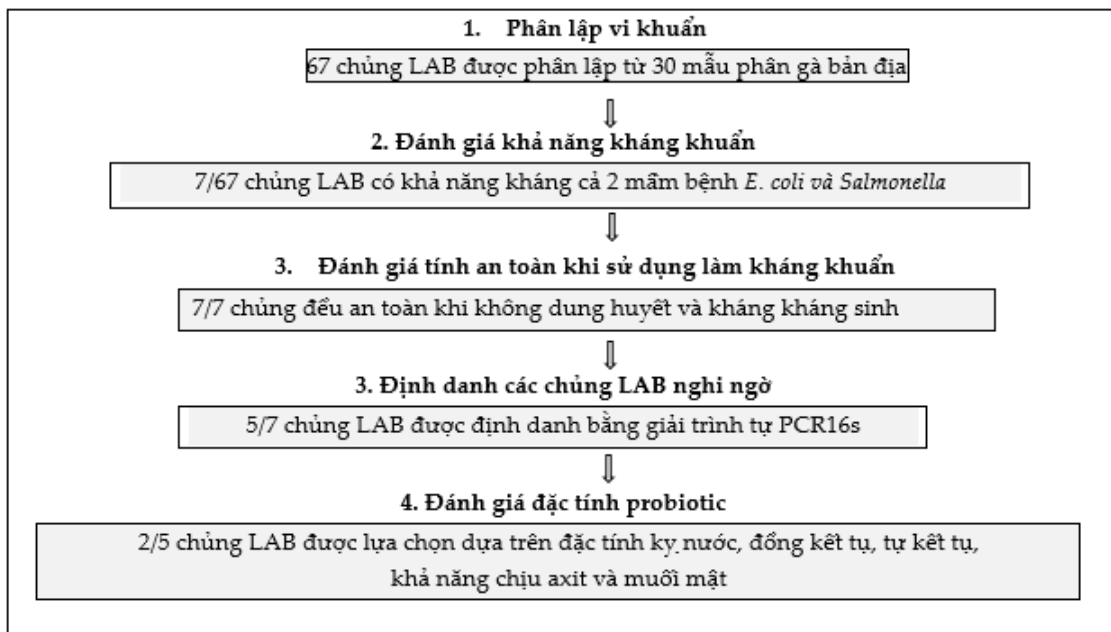 1. Phân lập vi khuẩn
67 chủng LAB được phân lập từ 30 mẫu phân gà bản địa
2. Đánh giá khả năng kháng khuẩn
7/67 chủng LAB có khả năng kháng cả 2 mầm bệnh E. coli và Salmonella
3. Đánh giá tính an toàn khi sử dụng làm kháng khuẩn
7/7 chủng đều an toàn khi không dung huyết và kháng kháng sinh
3. Định danh các chủng LAB nghi ngờ
5/7 chủng LAB được định danh bằng giải trình tự PCR16s
4. Đánh giá đặc tính probiotic
2/5 chủng LAB được lựa chọn dựa trên đặc tính kỵ nước, đồng kết tụ, tự kết tụ,
khả năng chịu axit và muối mật